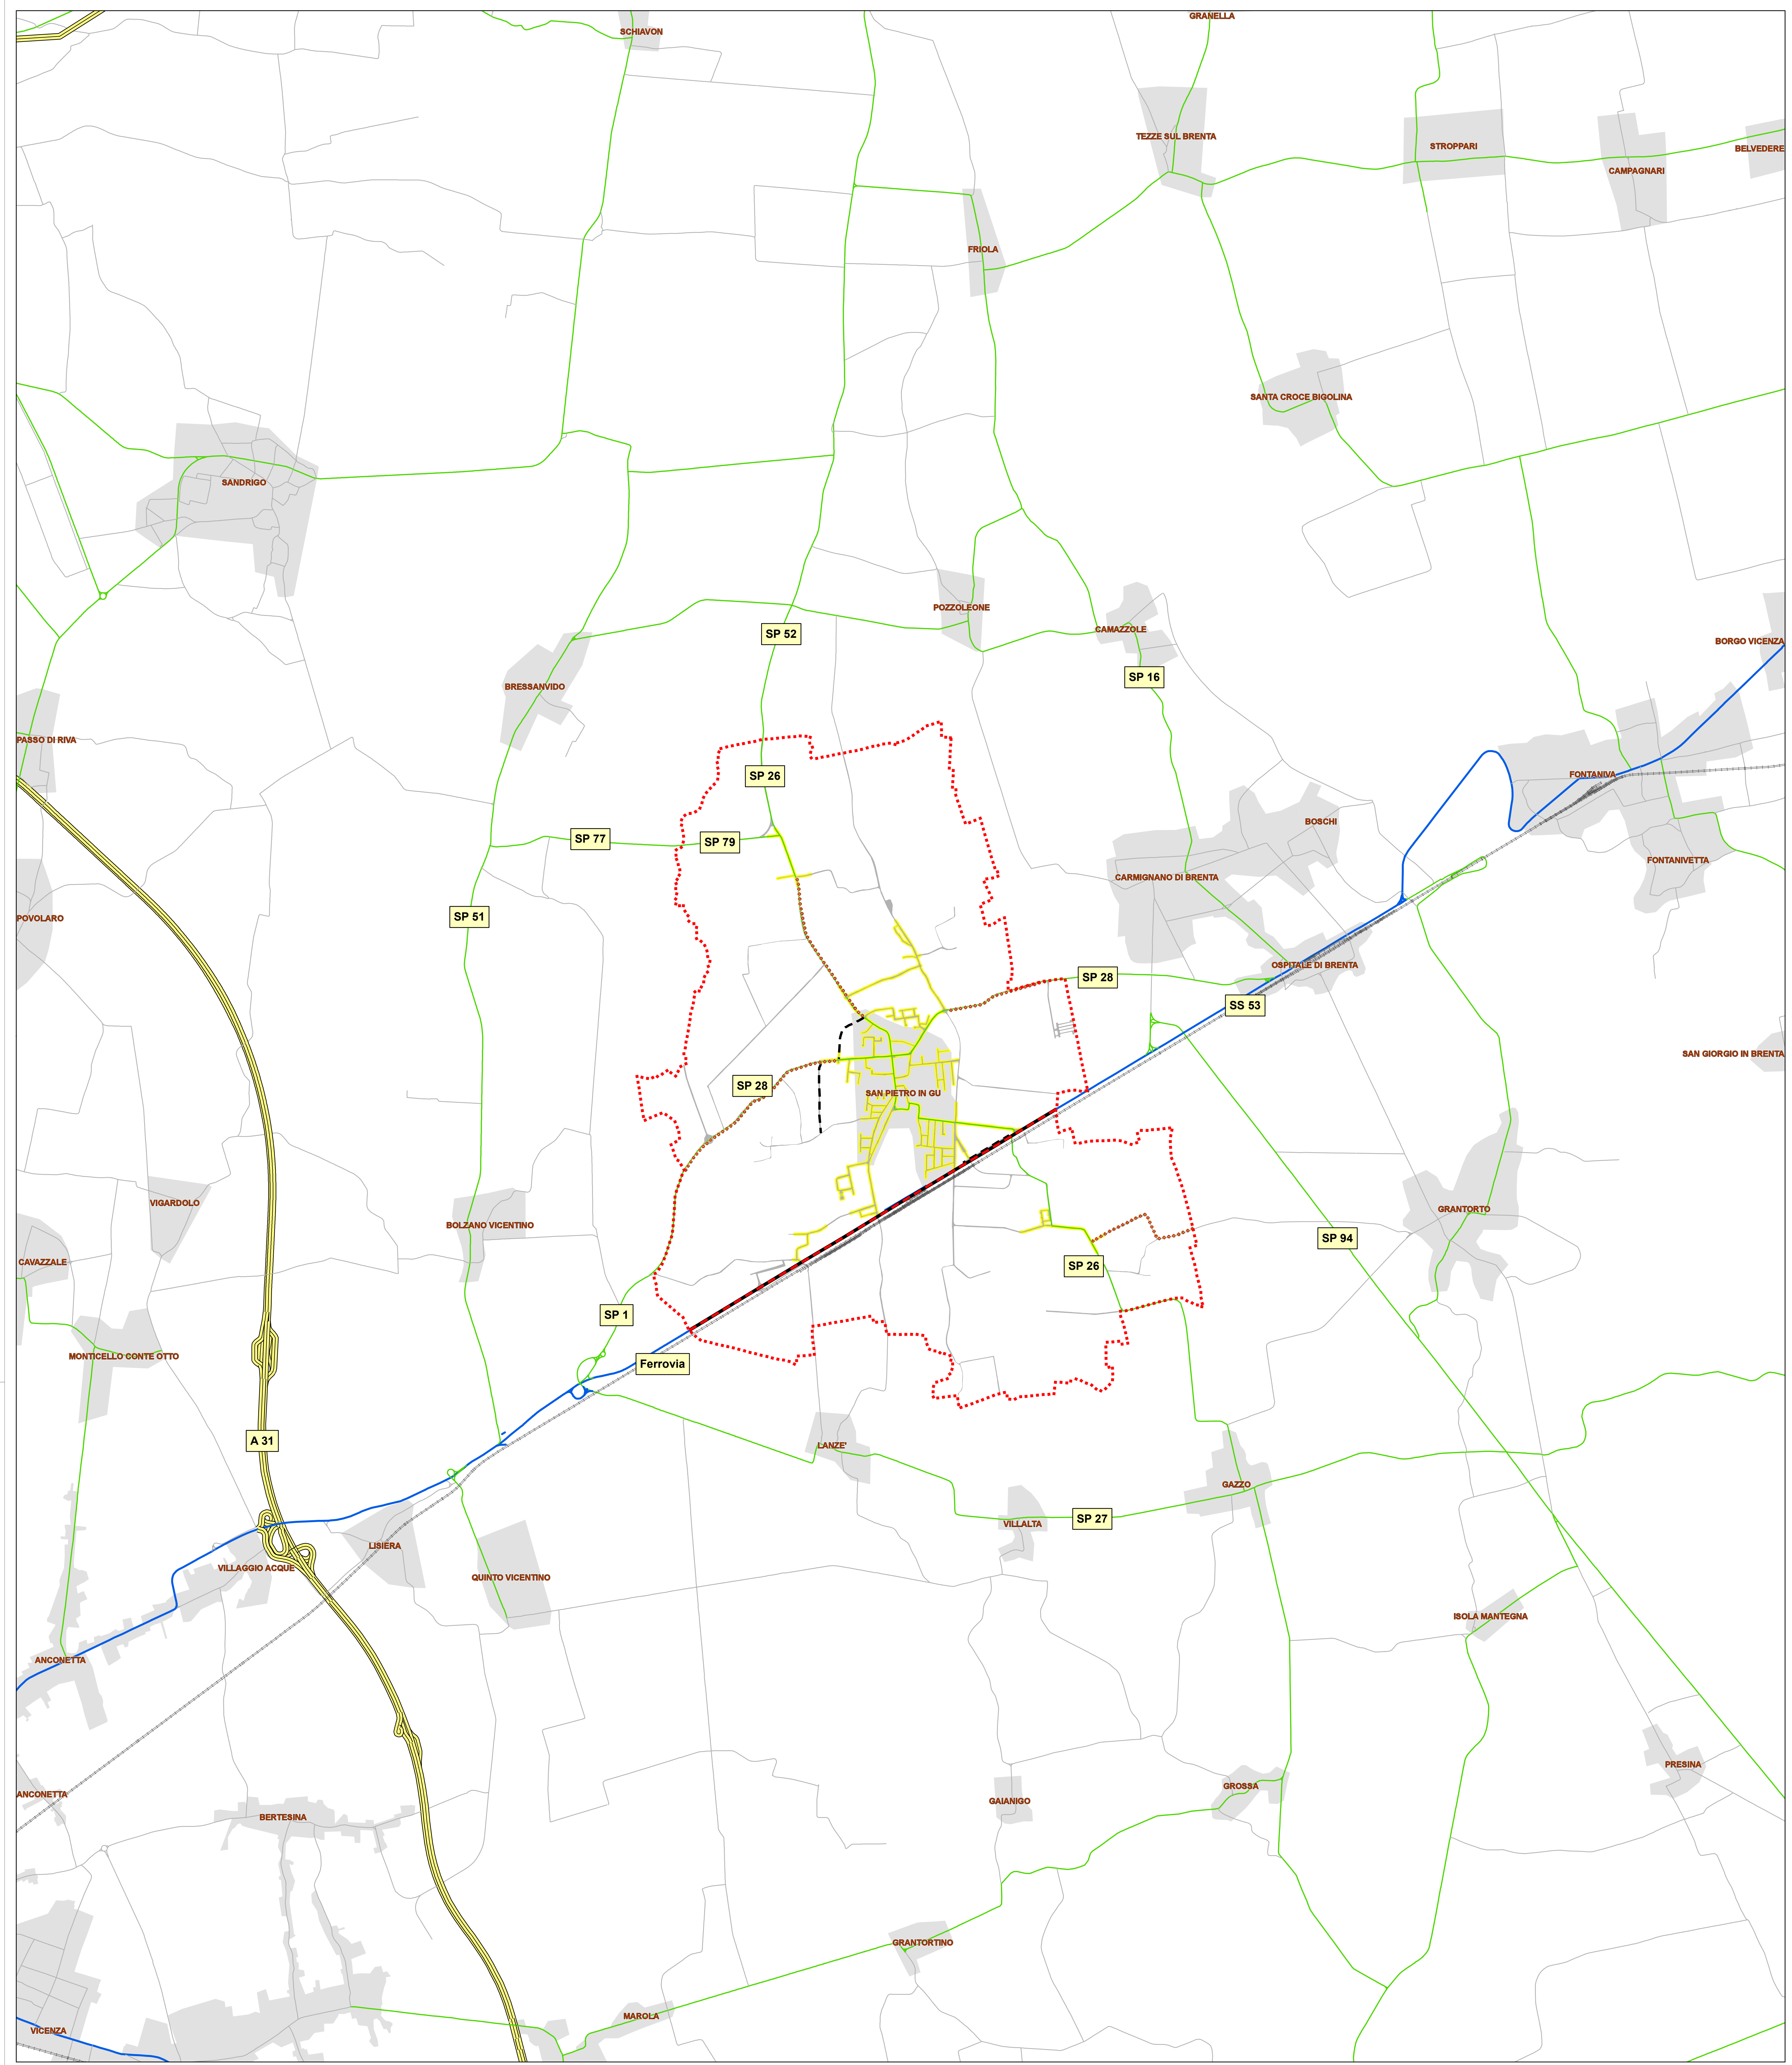 GRANELLA
SCHIAVON
TEZZE SUL BRENTA
STROPPARI
BELVEDERE
CAMPAGNARI
FRIOLA
SANTA CROCE BIGOLINA
SANDRIGO
POZZOLEONE
CAMAZZOLE
SP 52
BORGO VICENZA
SP 16
BRESSANVIDO
PASSO DI RIVA
SP 26
FONTANIVA
BOSCHI
SP 77
SP 79
FONTANIVETTA
CARMIGNANO DI BRENTA
SP 51
POVOLARO
OSPITALE DI BRENTA
SP 28
SS 53
SAN GIORGIO IN BRENTA
SP 28
SAN PIETRO IN GU
VIGARDOLO
GRANTORTO
BOLZANO VICENTINO
SP 94
CAVAZZALE
SP 26
SP 1
MONTICELLO CONTE OTTO
Ferrovia
A 31
LANZE'
GAZZO
SP 27
VILLALTA
LISIERA
VILLAGGIO ACQUE
QUINTO VICENTINO
ISOLA MANTEGNA
ANCONETTA
PRESINA
GROSSA
ANCONETTA
GAIANIGO
BERTESINA
GRANTORTINO
MAROLA
VICENZA